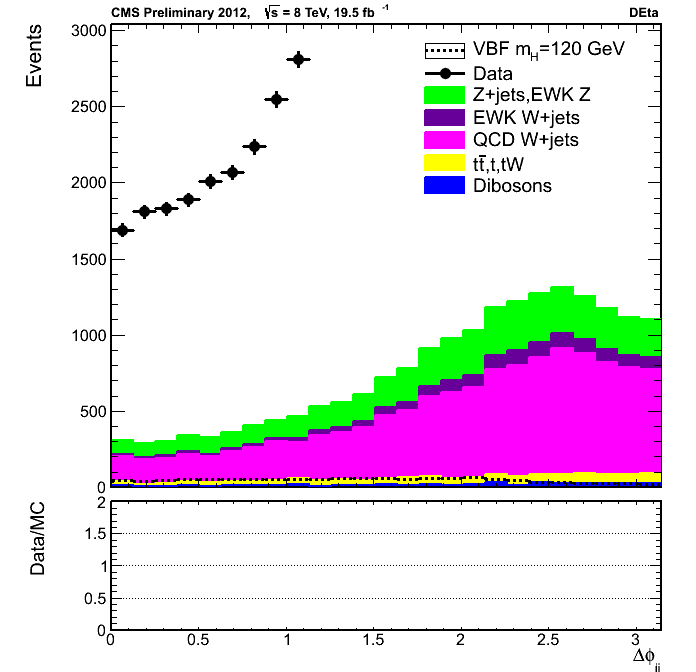 CMS Preliminary 2012, √s = 8 TeV, 19.5 fb -1 DEta
Events
3000
2500
2000
1500
1000
500
0
VBF mH=120 GeV
Data
Z+jets,EWK Z
EWK W+jets
QCD W+jets
tt̅,t,tW
Dibosons
Data/MC
2
1.5
1
0.5
0
0 0.5 1 1.5 2 2.5 3
Δϕjj